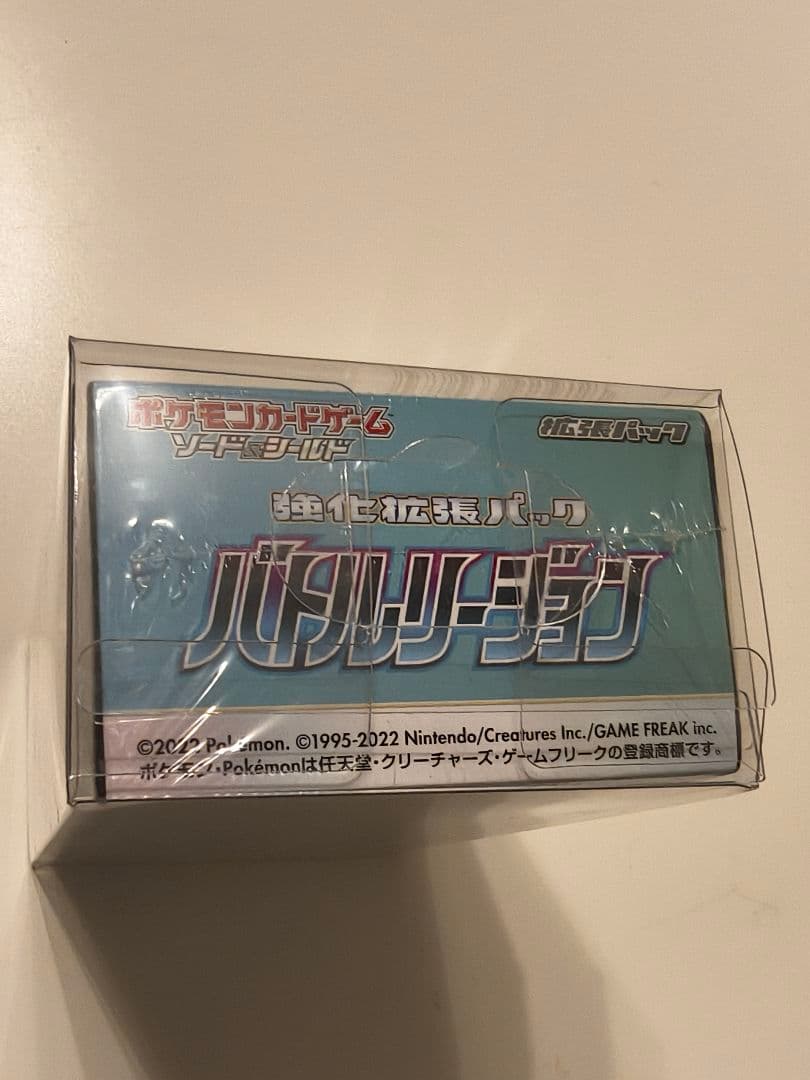 ポケモンカードゲーム
ソード&シールド
拡張パック
強化拡張パック
バトルリージョン
©2022 Pokémon. ©1995-2022 Nintendo/Creatures Inc./GAME FREAK inc.
ポケモン・Pokémonは任天堂・クリーチャーズ・ゲームフリークの登録商標です。